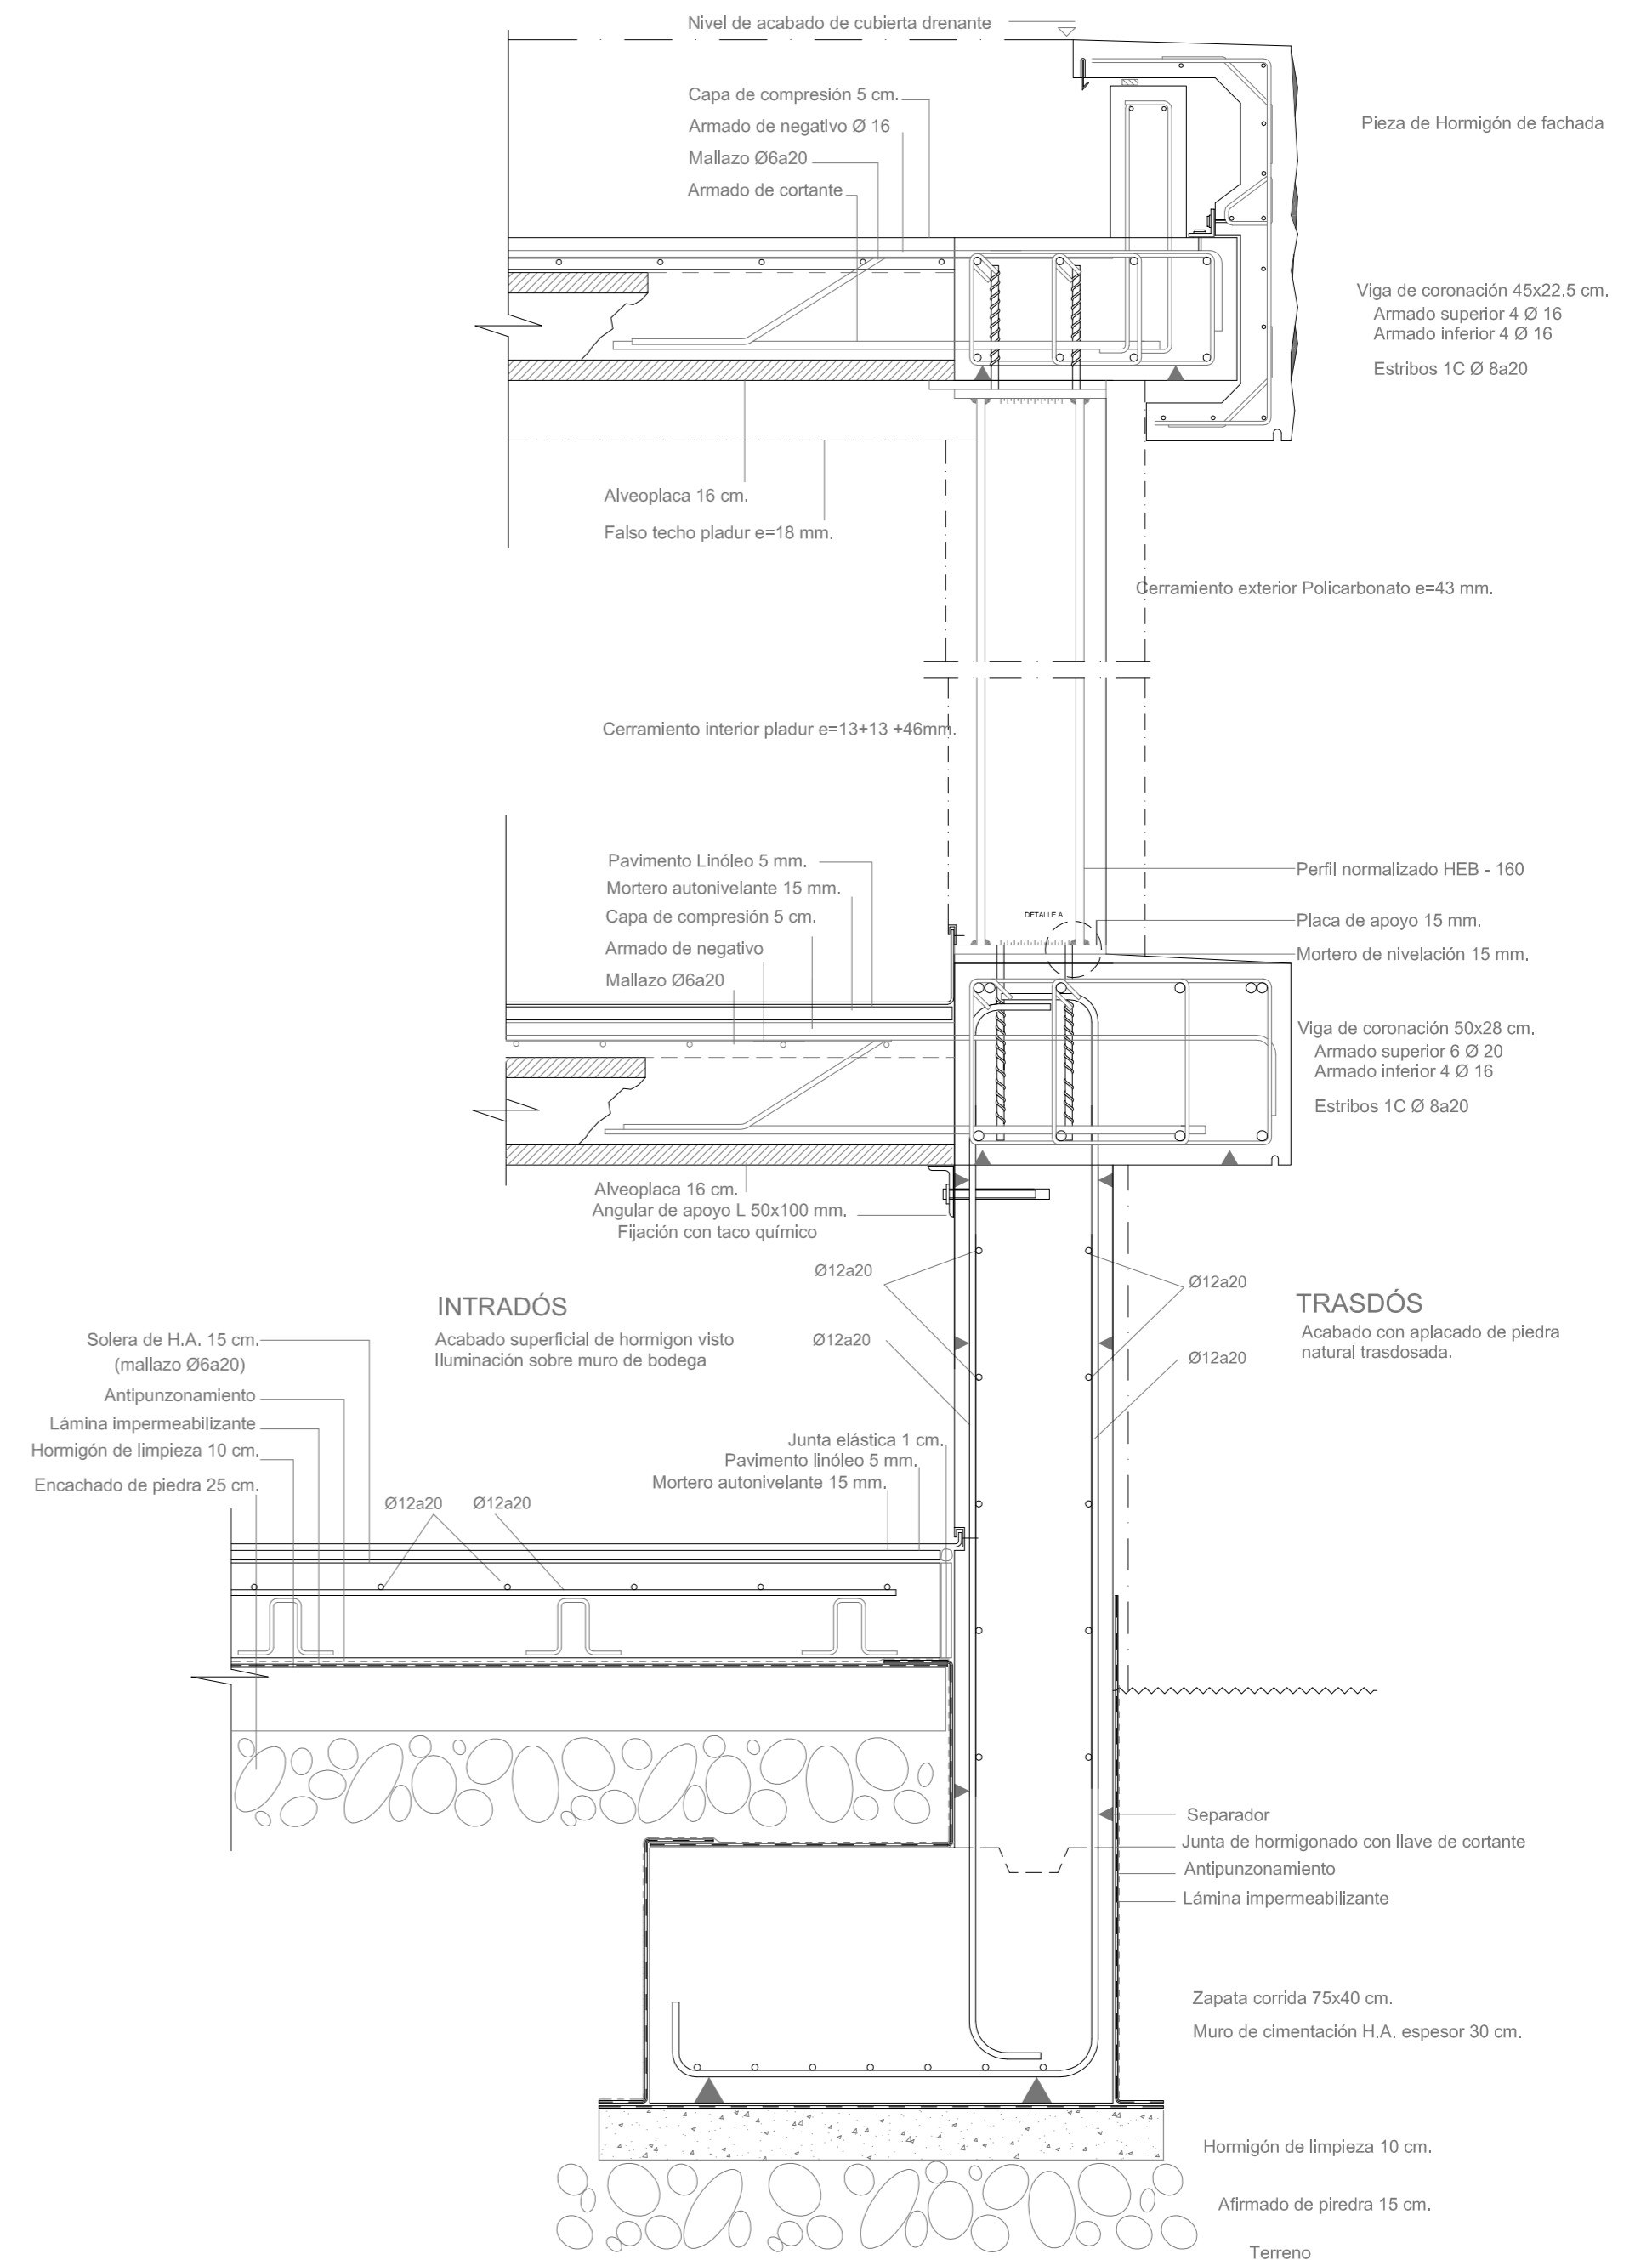 Nivel de acabado de cubierta drenante
Capa de compresión 5 cm.
Armado de negativo Ø 16
Mallazo Ø6a20
Armado de cortante
Pieza de Hormigón de fachada
Viga de coronación 45x22.5 cm.
Armado superior 4 Ø 16
Armado inferior 4 Ø 16
Estribos 1C Ø 8a20
Alveoplaca 16 cm.
Falso techo pladur e=18 mm.
Cerramiento exterior Policarbonato e=43 mm.
Cerramiento interior pladur e=13+13 +46mm.
Pavimento Linóleo 5 mm.
Mortero autonivelante 15 mm.
Capa de compresión 5 cm.
Armado de negativo
Mallazo Ø6a20
DETALLE A
Perfil normalizado HEB - 160
Placa de apoyo 15 mm.
Mortero de nivelación 15 mm.
Viga de coronación 50x28 cm.
Armado superior 6 Ø 20
Armado inferior 4 Ø 16
Estribos 1C Ø 8a20
Alveoplaca 16 cm.
Angular de apoyo L 50x100 mm.
Fijación con taco químico
Ø12a20
Ø12a20
Ø12a20
Ø12a20
INTRADÓS
Acabado superficial de hormigon visto
Iluminación sobre muro de bodega
TRASDÓS
Acabado con aplacado de piedra
natural trasdosada.
Solera de H.A. 15 cm.
(mallazo Ø6a20)
Antipunzonamiento
Lámina impermeabilizante
Hormigón de limpieza 10 cm.
Encachado de piedra 25 cm.
Ø12a20
Ø12a20
Junta elástica 1 cm.
Pavimento linóleo 5 mm.
Mortero autonivelante 15 mm.
Separador
Junta de hormigonado con llave de cortante
Antipunzonamiento
Lámina impermeabilizante
Zapata corrida 75x40 cm.
Muro de cimentación H.A. espesor 30 cm.
Hormigón de limpieza 10 cm.
Afirmado de piredra 15 cm.
Terreno